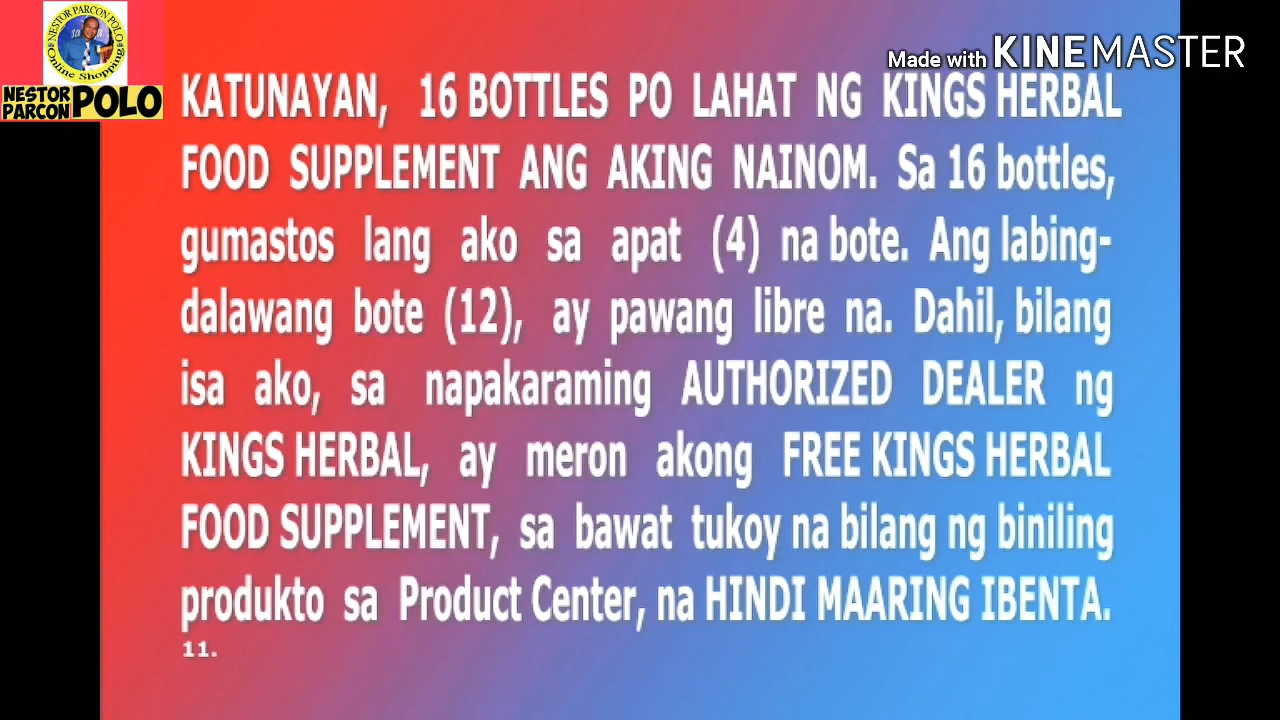 NESTOR PARCON POLO
Online Shopping
NESTOR
PARCON POLO
Made with KINEMASTER
KATUNAYAN, 16 BOTTLES PO LAHAT NG KINGS HERBAL
FOOD SUPPLEMENT ANG AKING NAINOM. Sa 16 bottles,
gumastos lang ako sa apat (4) na bote. Ang labing-
dalawang bote (12), ay pawang libre na. Dahil, bilang
isa ako, sa napakaraming AUTHORIZED DEALER ng
KINGS HERBAL, ay meron akong FREE KINGS HERBAL
FOOD SUPPLEMENT, sa bawat tukoy na bilang ng biniling
produkto sa Product Center, na HINDI MAARING IBENTA.
11.